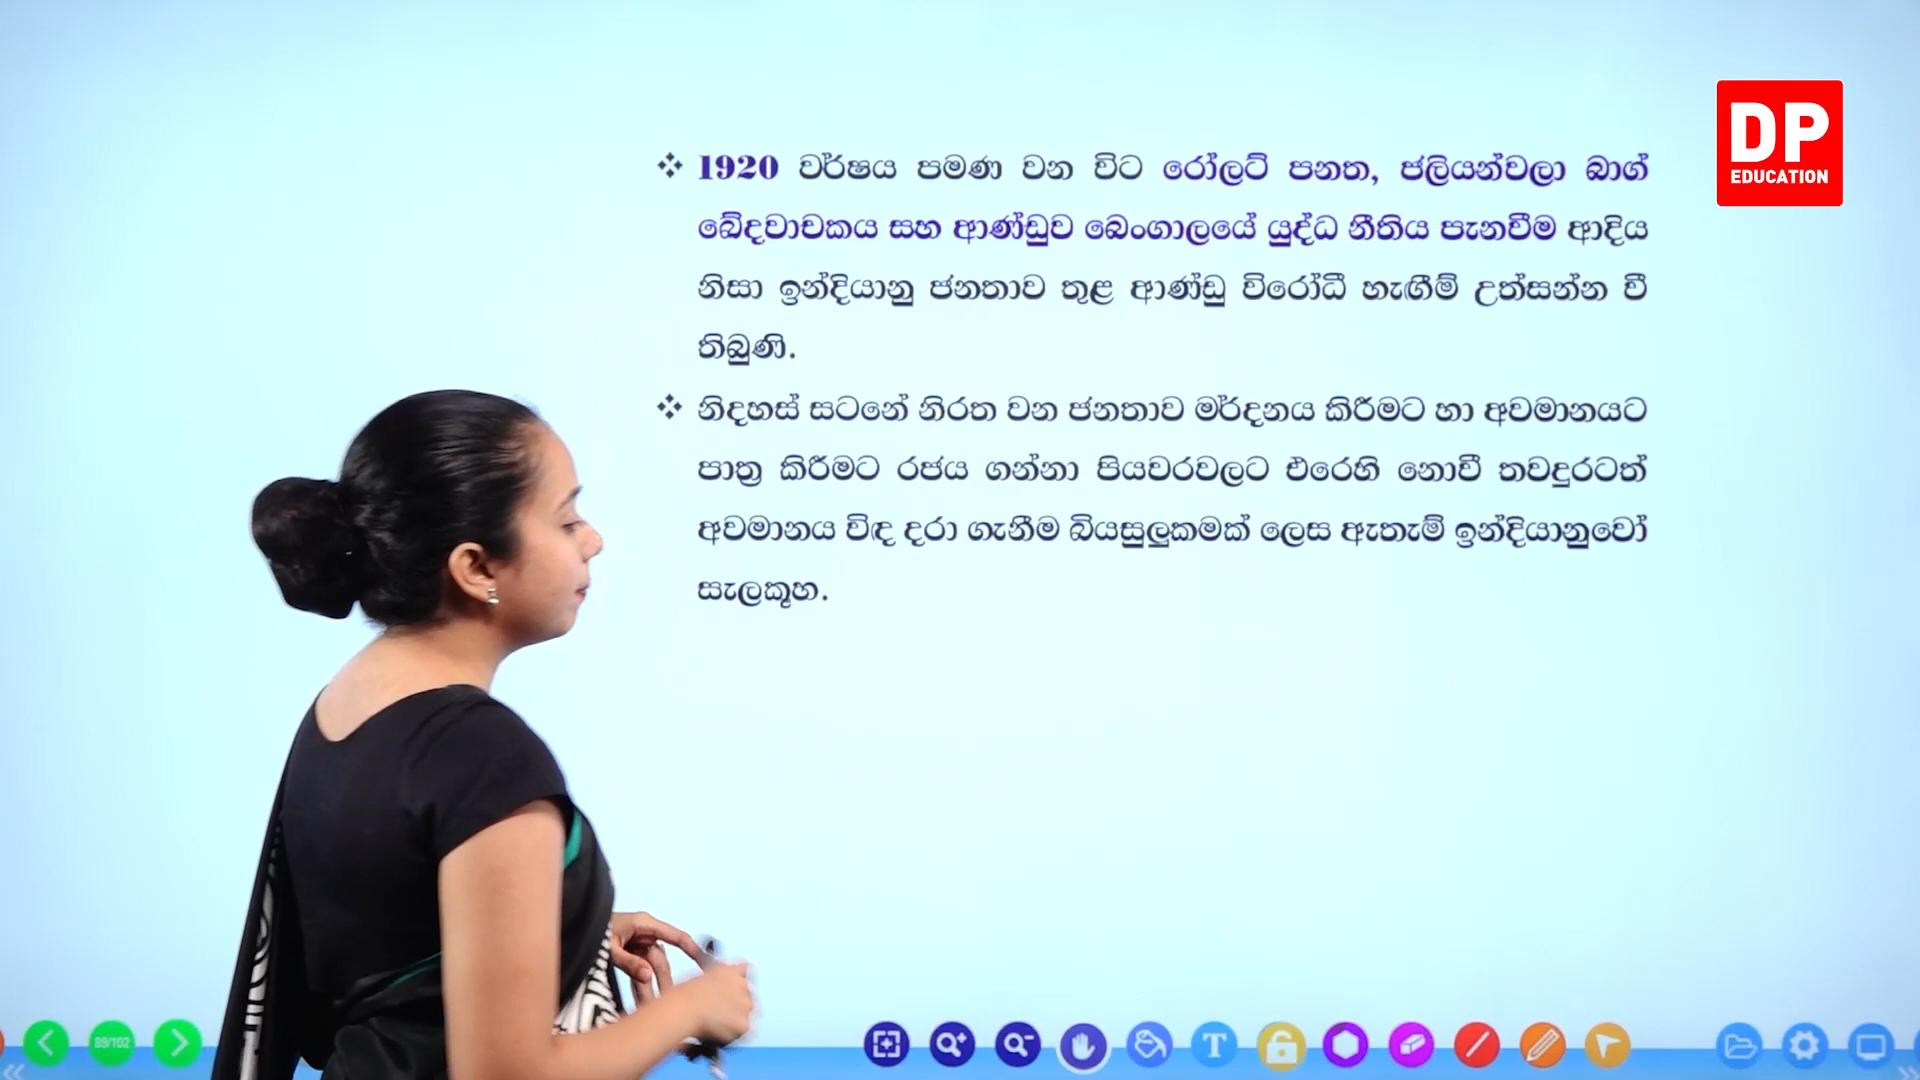 DP
EDUCATION
❖ 1920 වර්ෂය පමණ වන විට රෝලට් පනත, ජලියන්වලා බාග්
ඛේදවාචකය සහ ආණ්ඩුව බෙංගාලයේ යුද්ධ නීතිය පැනවීම ආදිය
නිසා ඉන්දියානු ජනතාව තුළ ආණ්ඩු විරෝධී හැඟීම් උත්සන්න වී
තිබුණි.
❖ නිදහස් සටනේ නිරත වන ජනතාව මර්දනය කිරීමට හා අවමානයට
පාත්‍ර කිරීමට රජය ගන්නා පියවරවලට එරෙහි නොවී තවදුරටත්
අවමානය විඳ දරා ගැනීම බියසුලුකමක් ලෙස ඇතැම් ඉන්දියානුවෝ
සැලකූහ.
89/102
T